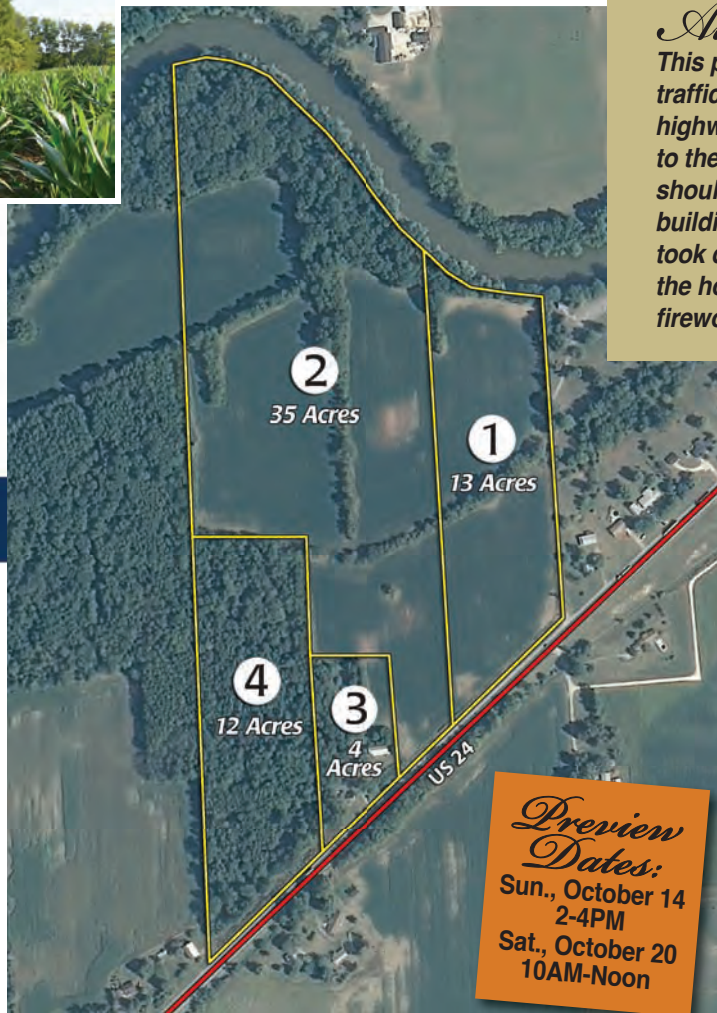 This
traffic
highw
to the
shoul
buildi
took
the ho
firewo
2
35 Acres
1
13 Acres
4
12 Acres
3
4
Acres
US 24
Preview
Dates:
Sun., October 14
2-4PM
Sat., October 20
10AM-Noon